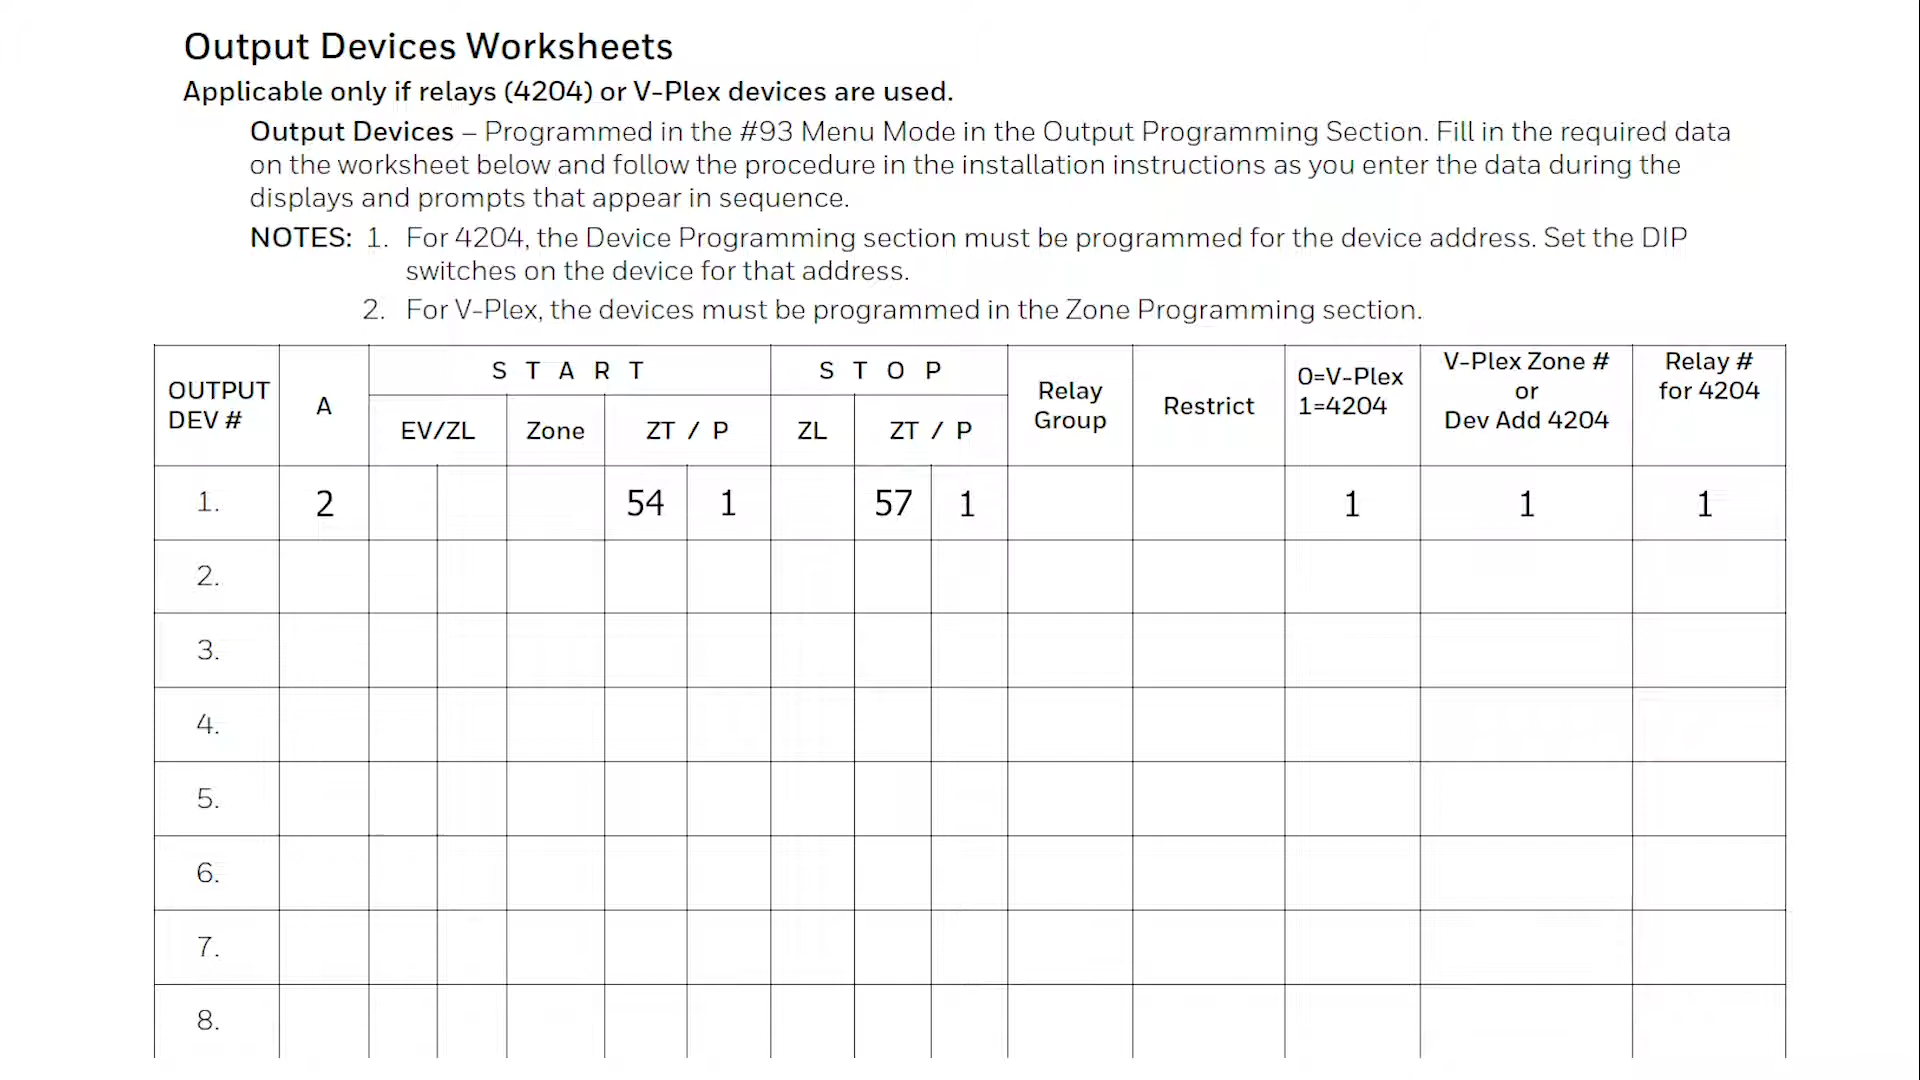 Output Devices Worksheets
Applicable only if relays (4204) or V-Plex devices are used.
Output Devices – Programmed in the #93 Menu Mode in the Output Programming Section. Fill in the required data
on the worksheet below and follow the procedure in the installation instructions as you enter the data during the
displays and prompts that appear in sequence.
NOTES: 1. For 4204, the Device Programming section must be programmed for the device address. Set the DIP
switches on the device for that address.
2. For V-Plex, the devices must be programmed in the Zone Programming section.
OUTPUT
DEV #
A
S T A R T
EV/ZL Zone ZT / P
S T O P
ZL ZT / P
Relay
Group
Restrict
0=V-Plex
1=4204
V-Plex Zone #
or
Dev Add 4204
Relay #
for 4204
1. 2 54 1 57 1 1 1 1
2.
3.
4.
5.
6.
7.
8.